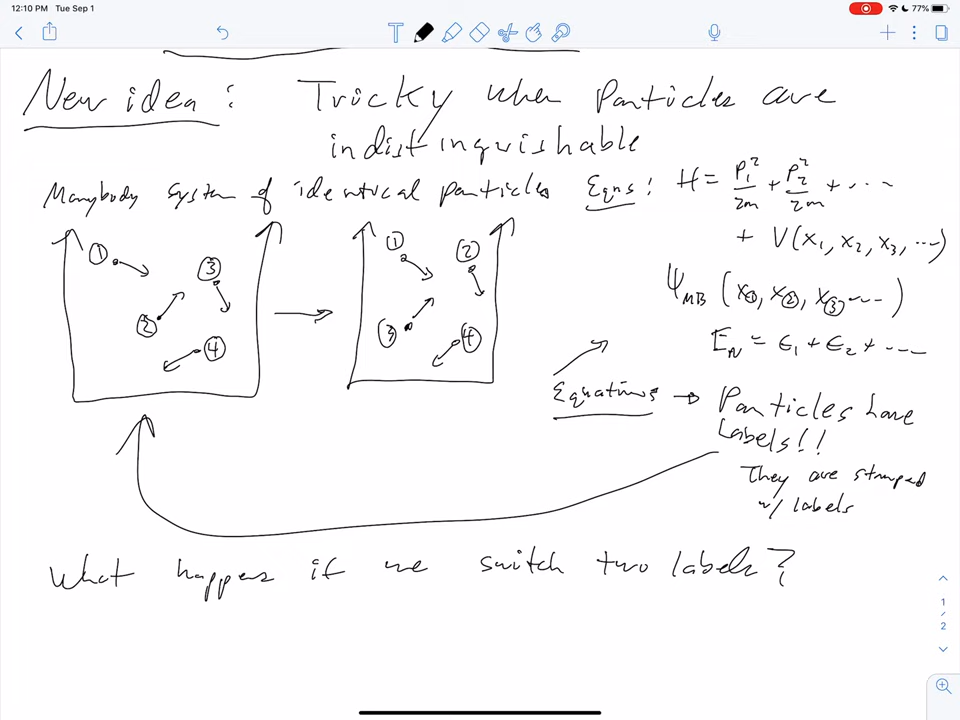 12:10 PM Tue Sep 1
77%
New idea: Tricky when Particles are
indistinguishable
Manybody system of identical particles
Eqns: H = P₁²/2m + P₂²/2m + ...
+ V(x₁, x₂, x₃, ...)
Ψ_MB (x①, x②, x③, ...)
E_N = ϵ₁ + ϵ₂ + ....
① ③ ② ④
① ② ③ ④
Equations → Particles have
Labels!!
They are stamped
w/ labels
What happens if we switch two labels?
1
/
2